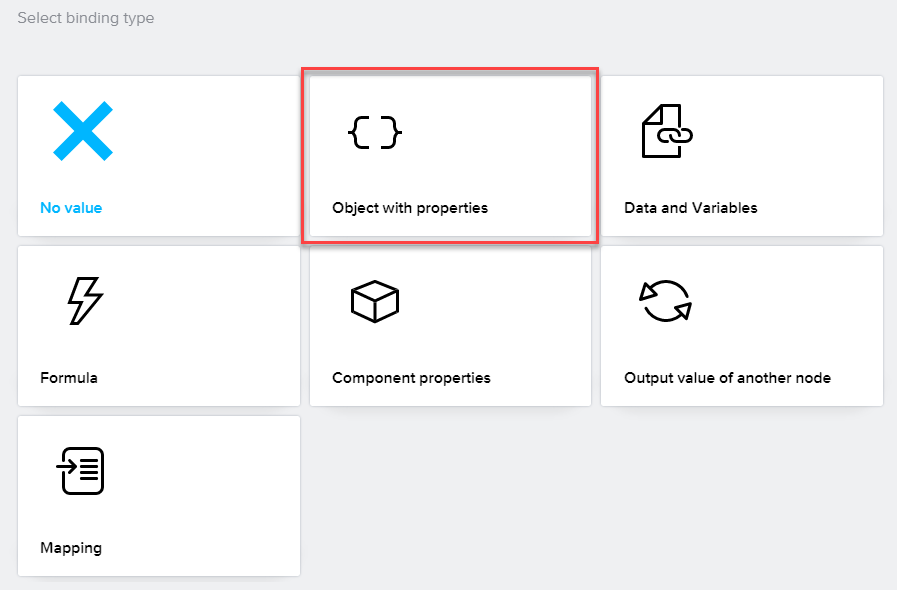 Select binding type
No value
Object with properties
Data and Variables
Formula
Component properties
Output value of another node
Mapping